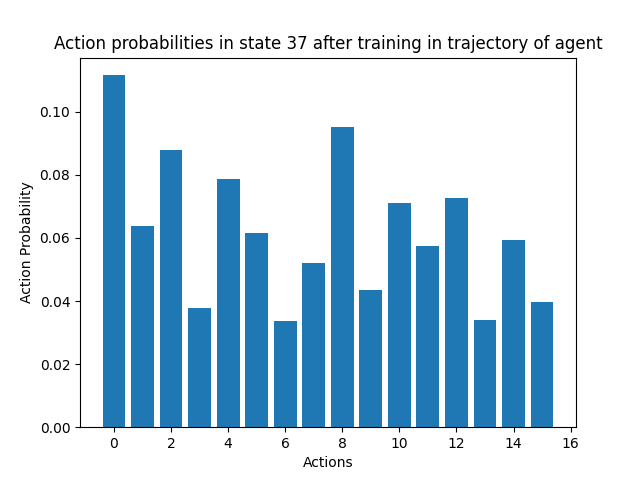 Action probabilities in state 37 after training in trajectory of agent
0.10
0.08
0.06
0.04
0.02
0.00
Action Probability
0 2 4 6 8 10 12 14 16
Actions